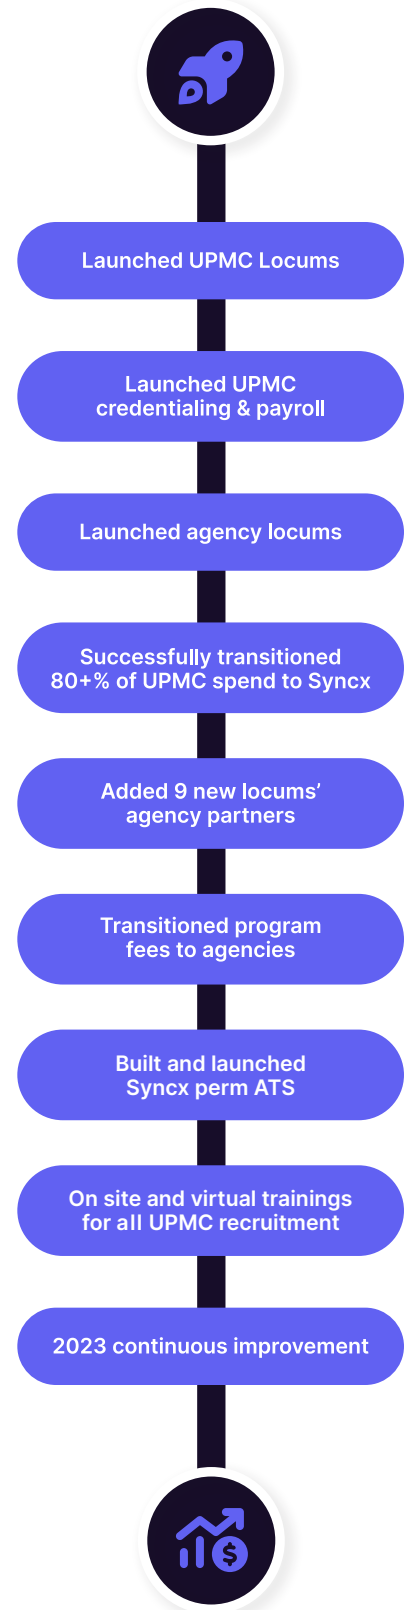 Launched UPMC Locums
Launched UPMC
credentialing & payroll
Launched agency locums
Successfully transitioned
80+% of UPMC spend to Syncx
Added 9 new locums’
agency partners
Transitioned program
fees to agencies
Built and launched
Syncx perm ATS
On site and virtual trainings
for all UPMC recruitment
2023 continuous improvement
$